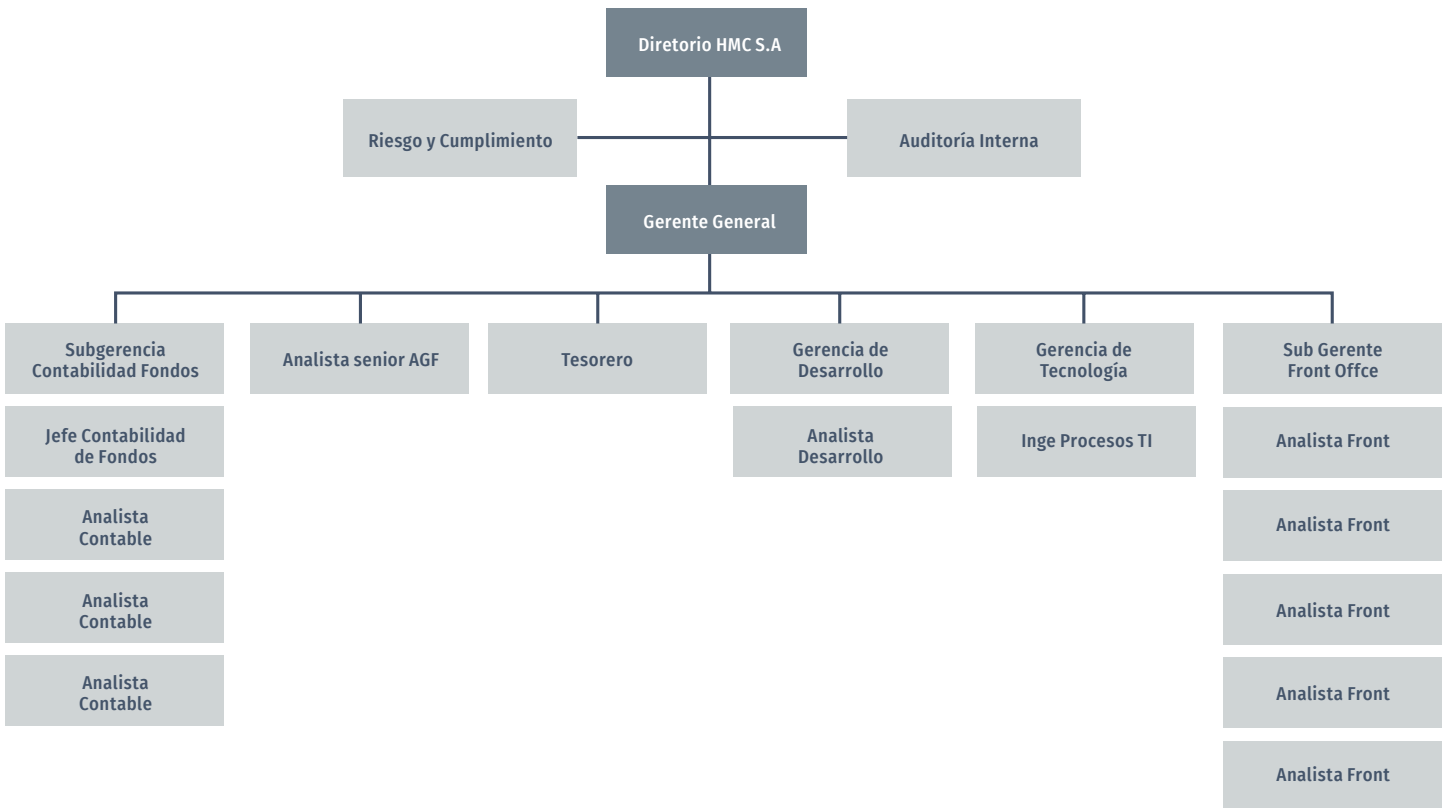 Diretorio HMC S.A
Riesgo y Cumplimiento
Auditoría Interna
Gerente General
Subgerencia
Contabilidad Fondos
Analista senior AGF
Tesorero
Gerencia de
Desarrollo
Gerencia de
Tecnología
Sub Gerente
Front Offce
Jefe Contabilidad
de Fondos
Analista
Desarrollo
Inge Procesos TI
Analista Front
Analista
Contable
Analista Front
Analista
Contable
Analista Front
Analista
Contable
Analista Front
Analista Front